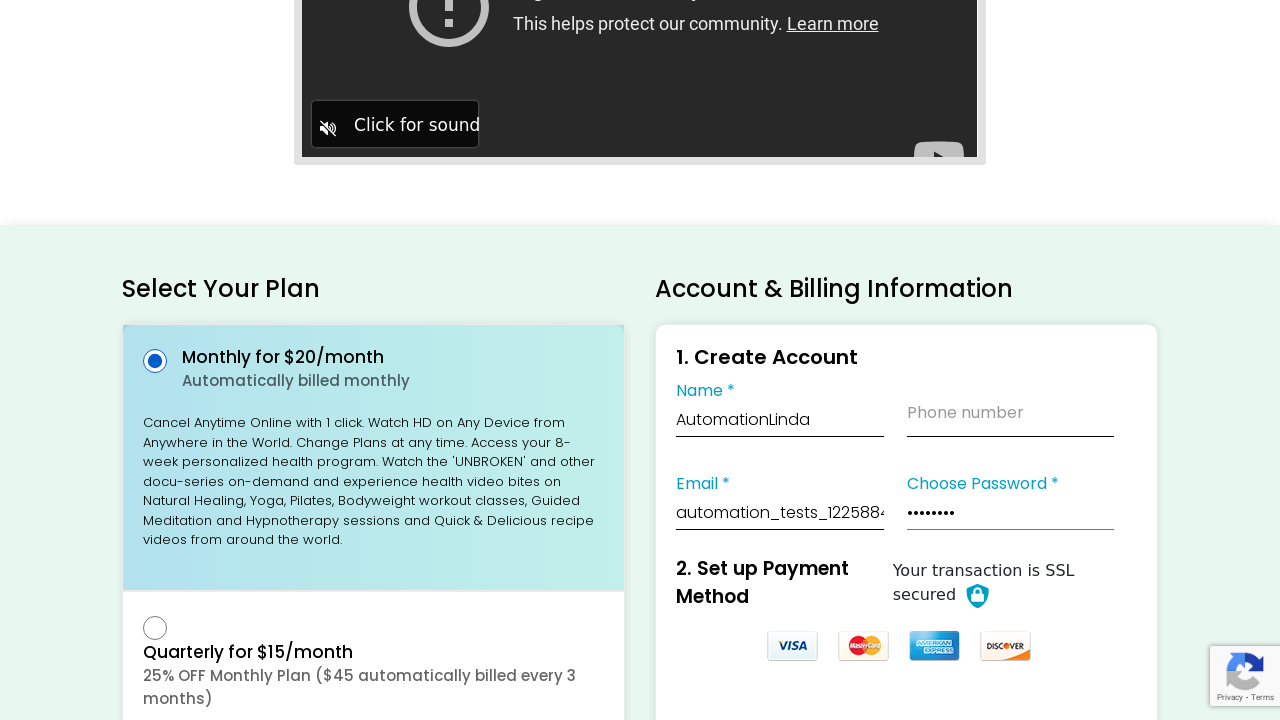 This helps protect our community. Learn more
Click for sound
Select Your Plan
Monthly for $20/month
Automatically billed monthly
Cancel Anytime Online with 1 click. Watch HD on Any Device from
Anywhere in the World. Change Plans at any time. Access your 8-
week personalized health program. Watch the 'UNBROKEN' and other
docu-series on-demand and experience health video bites on
Natural Healing, Yoga, Pilates, Bodyweight workout classes, Guided
Meditation and Hypnotherapy sessions and Quick & Delicious recipe
videos from around the world.
Quarterly for $15/month
25% OFF Monthly Plan ($45 automatically billed every 3
months)
Account & Billing Information
1. Create Account
Name *
AutomationLinda
Phone number
Email *
automation_tests_1225884
Choose Password *
••••••••
2. Set up Payment
Method
Your transaction is SSL
secured
VISA
MasterCard
AMERICAN EXPRESS
DISCOVER
Privacy - Terms